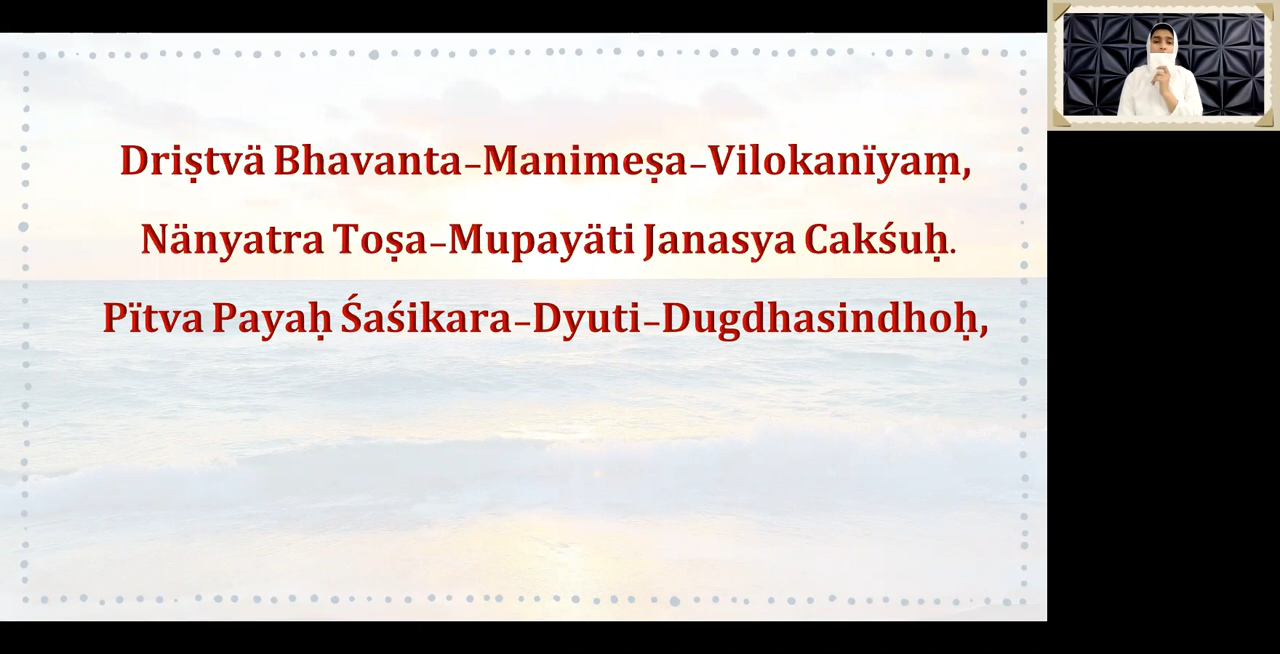 Driṣtvä Bhavanta–Manimeṣa–Vilokanïyaṃ,
Nänyatra Toṣa–Mupayäti Janasya Cakśuḥ.
Pïtva Payaḥ Śaśikara–Dyuti–Dugdhasindhoḥ,